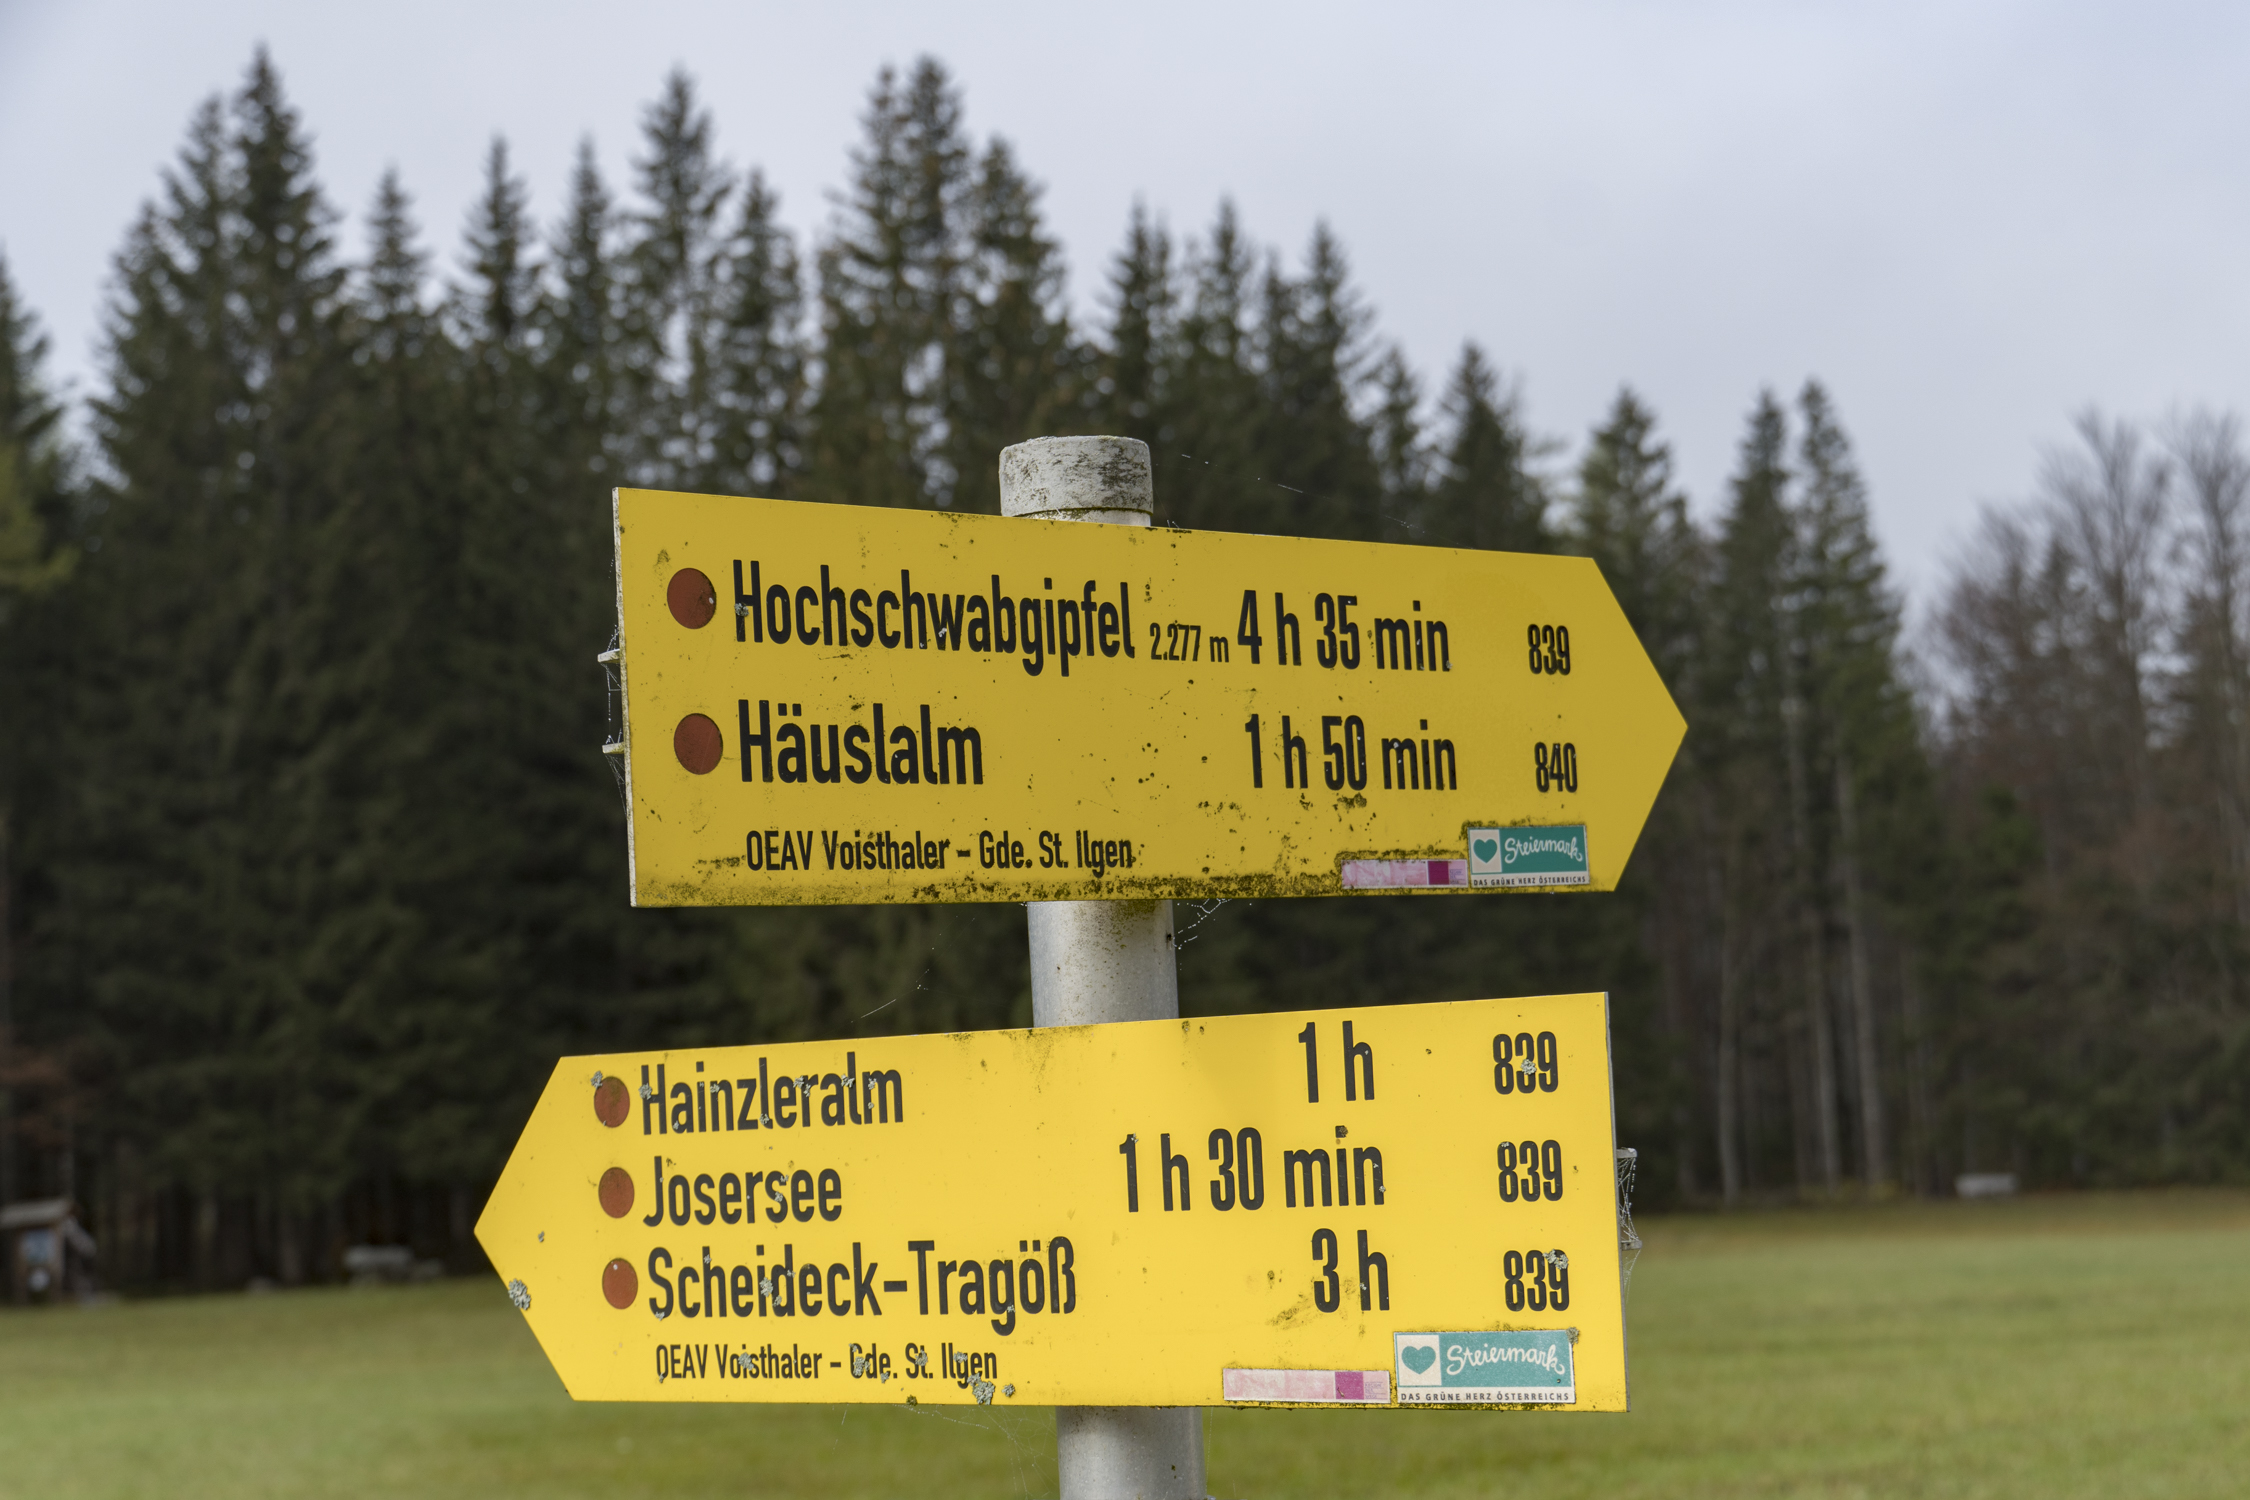 Hochschwabgipfel 2.277 m 4 h 35 min 839
Häuslalm 1 h 50 min 840
OEAV Voisthaler - Gde. St. Ilgen
Steiermark
DAS GRÜNE HERZ ÖSTERREICHS
Hainzleralm 1 h 839
Josersee 1 h 30 min 839
Scheideck-Tragöß 3 h 839
OEAV Voisthaler - Gde. St. Ilgen
Steiermark
DAS GRÜNE HERZ ÖSTERREICHS